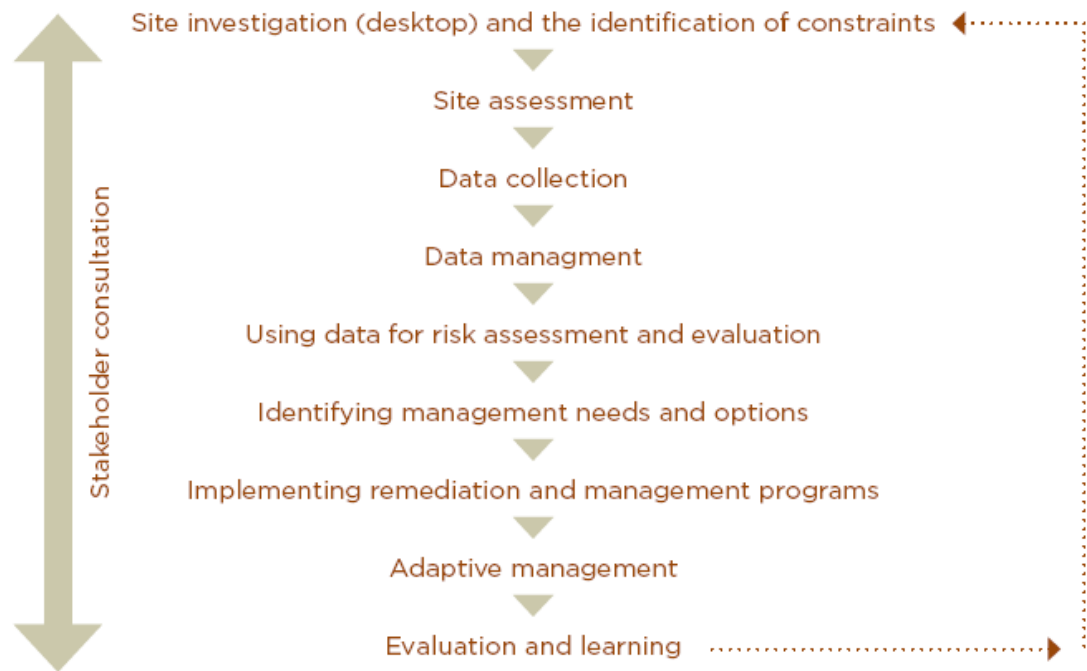 Site investigation (desktop) and the identification of constraints
Site assessment
Data collection
Data managment
Using data for risk assessment and evaluation
Identifying management needs and options
Implementing remediation and management programs
Adaptive management
Evaluation and learning
Stakeholder consultation